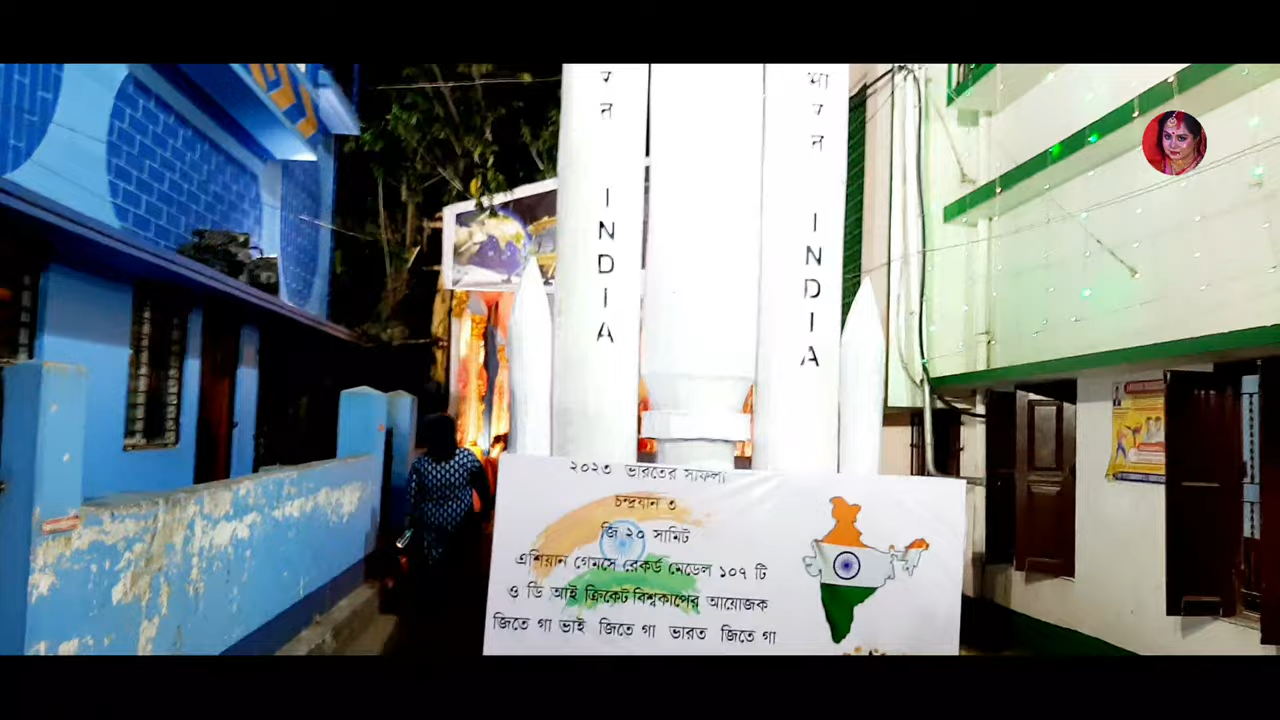 INDIA
INDIA
২০২৩ ভারতের সাফল্য
চন্দ্রযান ৩
জি ২০ সামিট
এশিয়ান গেমসে রেকর্ড মেডেল ১০৭ টি
ও ডি আই ক্রিকেট বিশ্বকাপের আয়োজক
জিতে গা ভাই জিতে গা ভারত জিতে গা